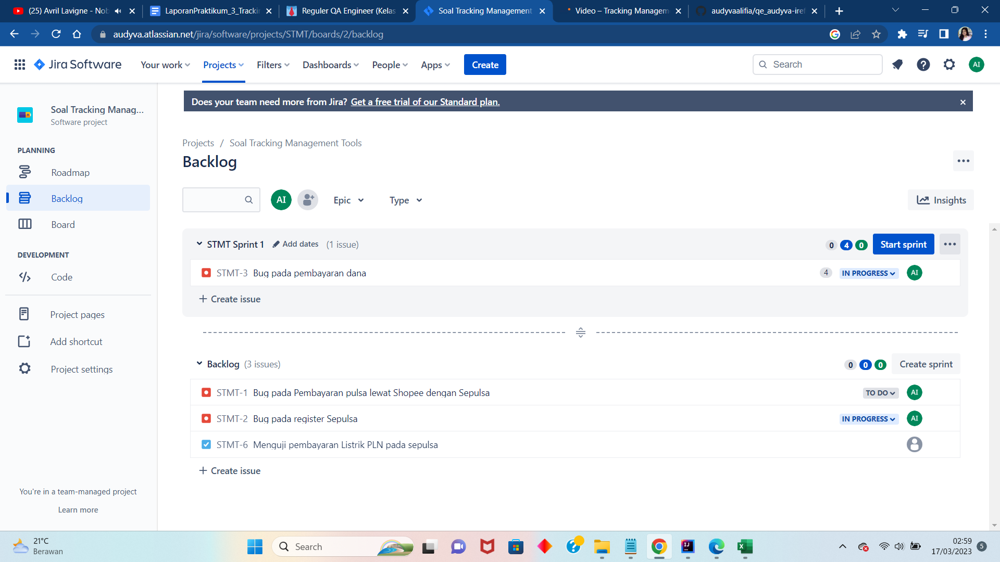 (25) Avril Lavigne - Nob
LaporanPraktikum_3_Trackin
Reguler QA Engineer (Kelas
Soal Tracking Management
Video – Tracking Managem
audyvaalifia/qe_audyva-iref
audyva.atlassian.net/jira/software/projects/STMT/boards/2/backlog
Jira Software
Your work
Projects
Filters
Dashboards
People
Apps
Create
Search
AI
Does your team need more from Jira? Get a free trial of our Standard plan.
Soal Tracking Manag...
Software project
PLANNING
Roadmap
Backlog
Board
DEVELOPMENT
Code
Project pages
Add shortcut
Project settings
You're in a team-managed project
Learn more
Projects / Soal Tracking Management Tools
Backlog
AI
Epic
Type
Insights
STMT Sprint 1 Add dates (1 issue)
0 4 0
Start sprint
STMT-3 Bug pada pembayaran dana
4 IN PROGRESS AI
+ Create issue
Backlog (3 issues)
0 0 0
Create sprint
STMT-1 Bug pada Pembayaran pulsa lewat Shopee dengan Sepulsa
TO DO AI
STMT-2 Bug pada register Sepulsa
IN PROGRESS AI
STMT-6 Menguji pembayaran Listrik PLN pada sepulsa
+ Create issue
21°C
Berawan
Search
02:59
17/03/2023
5